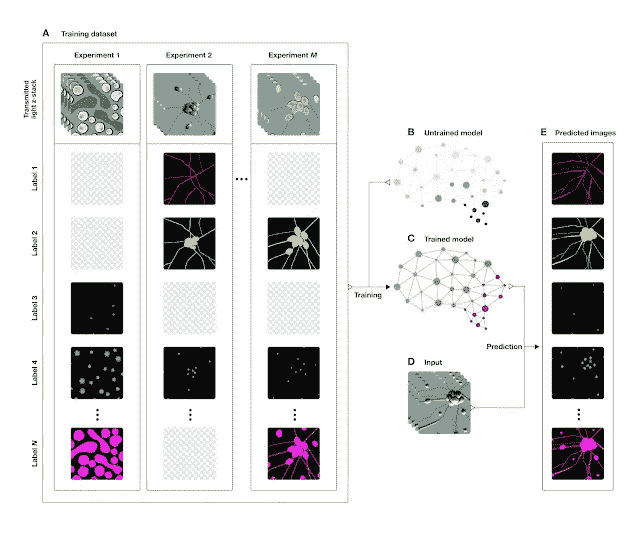 A Training dataset
Experiment 1
Experiment 2
Experiment M
Transmitted
light z-stack
Label 1
Label 2
Label 3
Label 4
Label N
B
Untrained model
C
Trained model
Training
D Input
Prediction
E Predicted images